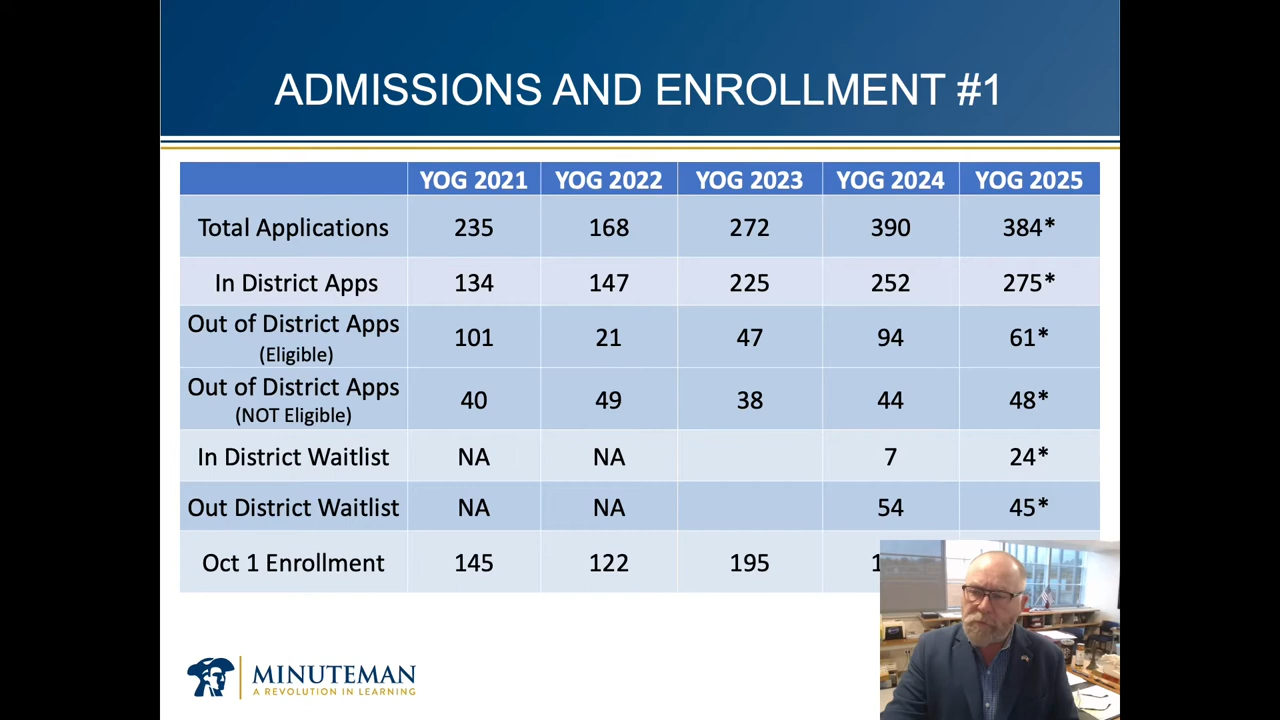 ADMISSIONS AND ENROLLMENT #1
YOG 2021 YOG 2022 YOG 2023 YOG 2024 YOG 2025
Total Applications 235 168 272 390 384*
In District Apps 134 147 225 252 275*
Out of District Apps
(Eligible) 101 21 47 94 61*
Out of District Apps
(NOT Eligible) 40 49 38 44 48*
In District Waitlist NA NA 7 24*
Out District Waitlist NA NA 54 45*
Oct 1 Enrollment 145 122 195
MINUTEMAN
A REVOLUTION IN LEARNING